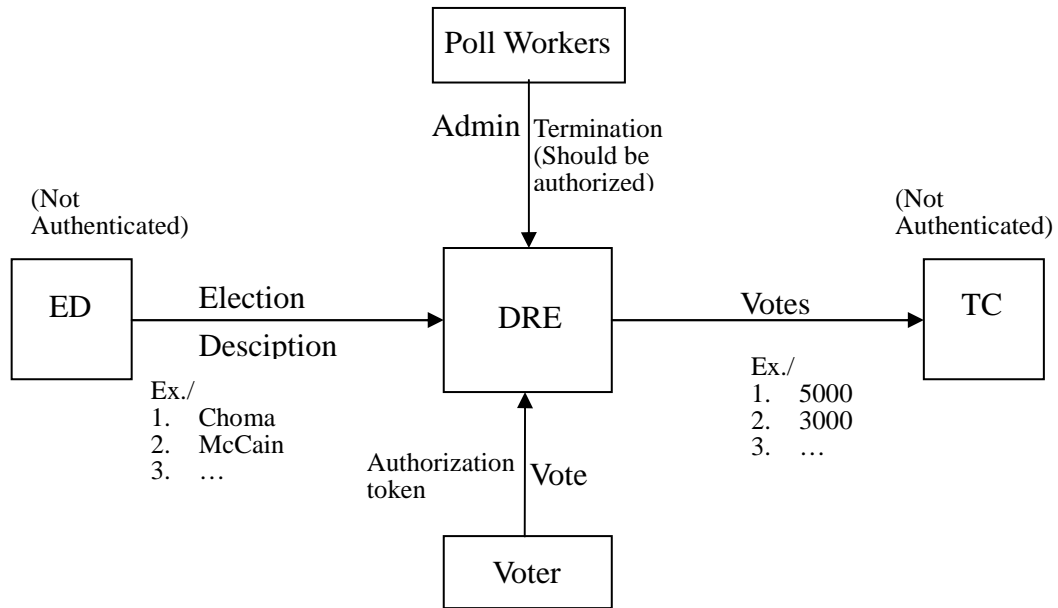 Poll Workers
Admin
Termination
(Should be
authorized)
(Not
Authenticated)
ED
Election
Desciption
Ex./
1. Choma
2. McCain
3. …
DRE
Votes
Ex./
1. 5000
2. 3000
3. …
(Not
Authenticated)
TC
Authorization
token
Vote
Voter